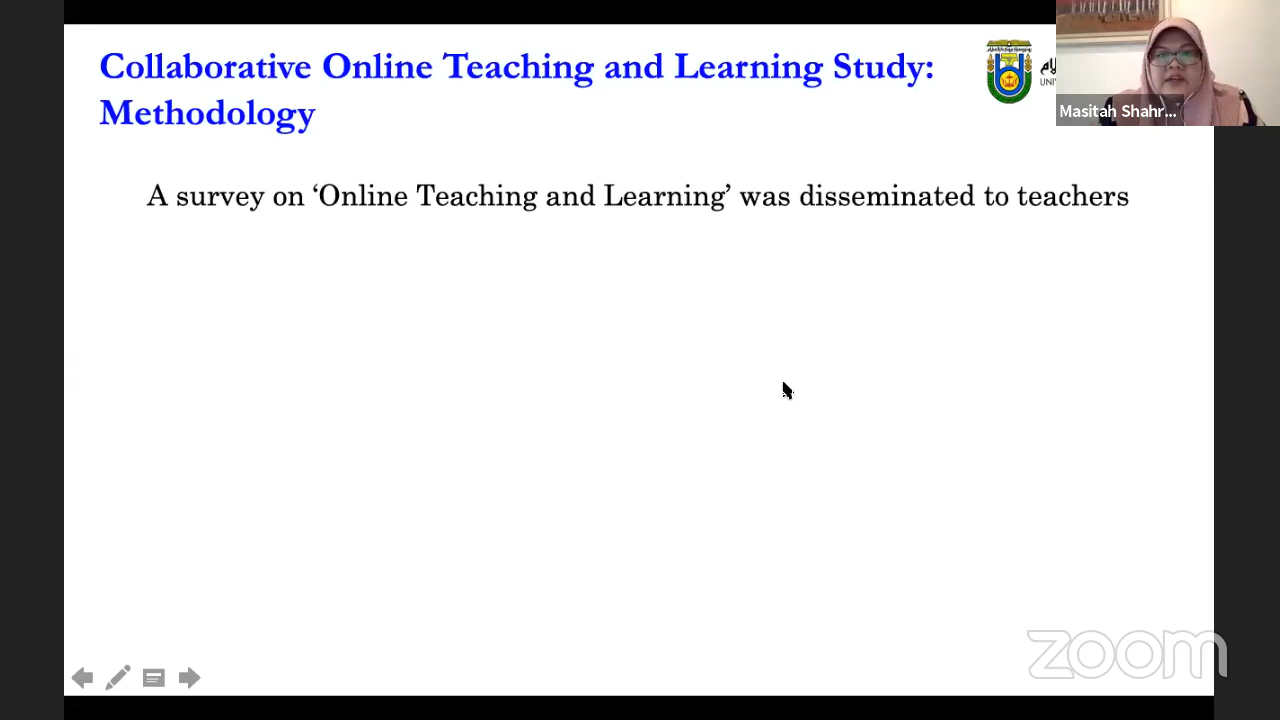 Collaborative Online Teaching and Learning Study:
Methodology
UNI
Masitah Shahr...
A survey on ‘Online Teaching and Learning’ was disseminated to teachers
zoom